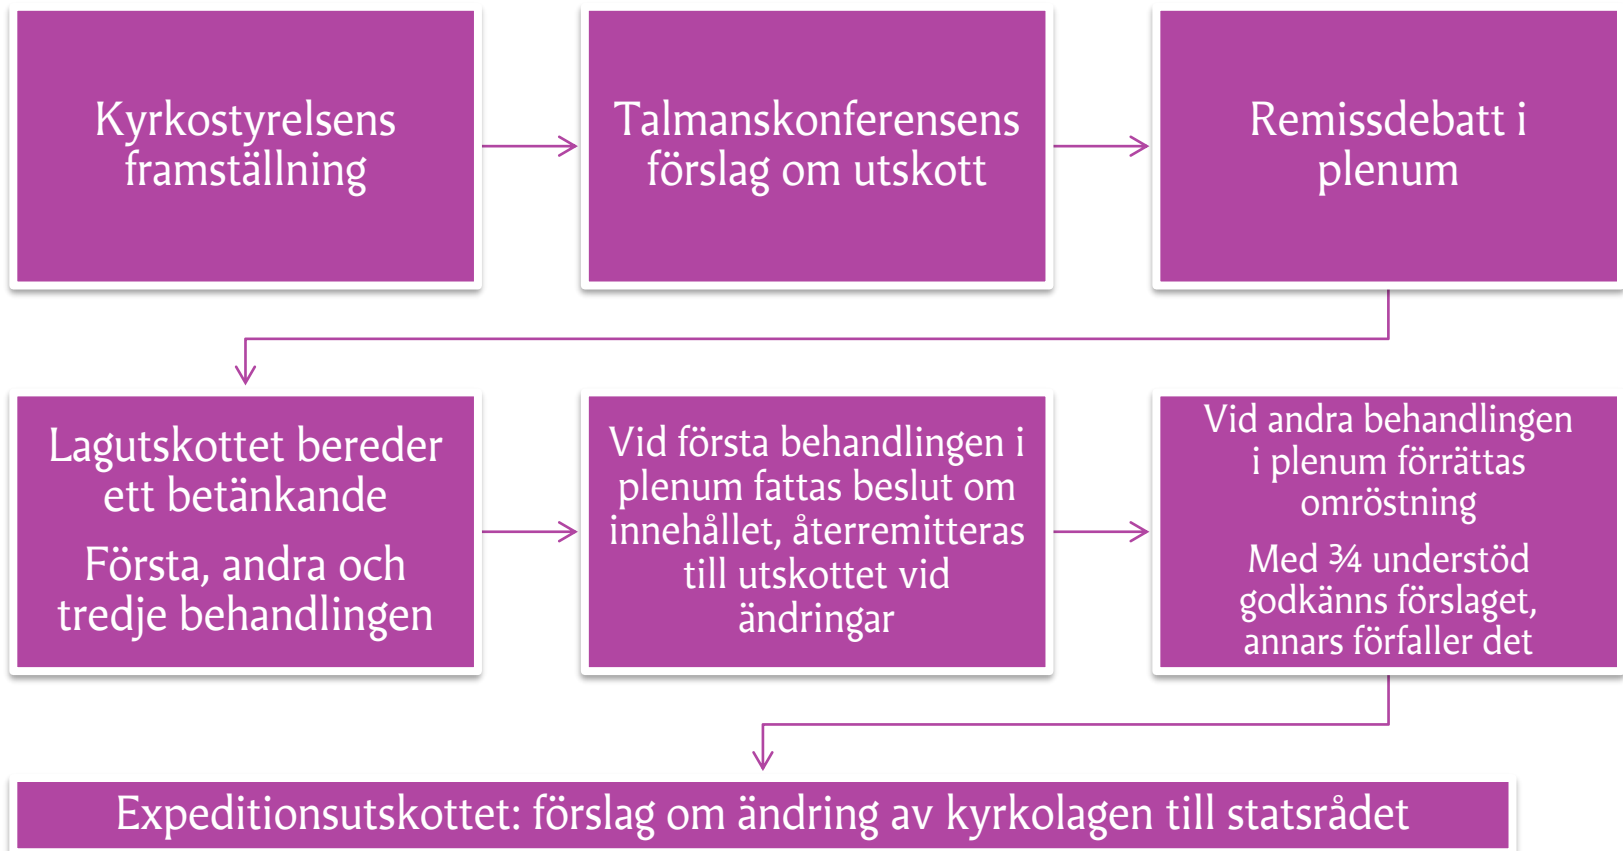 Kyrkostyrelsens
framställning
Talmanskonferensens
förslag om utskott
Remissdebatt i
plenum
Lagutskottet bereder
ett betänkande
Första, andra och
tredje behandlingen
Vid första behandlingen i
plenum fattas beslut om
innehållet, återremitteras
till utskottet vid
ändringar
Vid andra behandlingen
i plenum förrättas
omröstning
Med ¾ understöd
godkänns förslaget,
annars förfaller det
Expeditionsutskottet: förslag om ändring av kyrkolagen till statsrådet